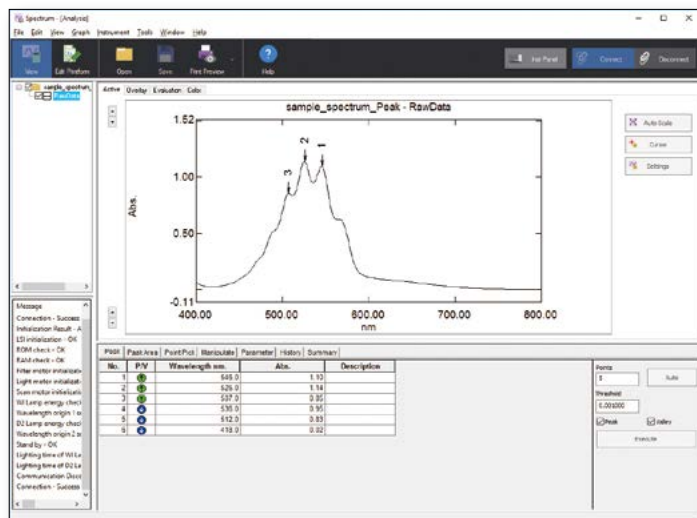 Spectrum - [Analysis]
File Edit View Graph Instrument Tools Window Help
View Edit Print Form Open Save Print Preview Help Inst Panel Connect Disconnect
sample_spectrum_
RawData
Active Overlay Evaluation Color
sample_spectrum_Peak - RawData
1.52
1.00
0.50
-0.11
Abs.
3 2 1
400.00 500.00 600.00 700.00 800.00
nm
Auto Scale
Cursor
Settings
Message
Connection - Success
Initialization Result - A
LSI initialization - OK
ROM check - OK
RAM check - OK
Filter motor initializati
Light motor initializati
Scan motor initializati
WI Lamp energy check
Wavelength origin 1 s
D2 Lamp energy check
Wavelength origin 2 s
Stand by - OK
Lighting time of WI La
Lighting time of D2 La
Communication Disco
Connection - Success
Peak Peak Area Point Pick Manipulate Parameter History Summary
No. P/V Wavelength nm. Abs. Description
1 545.0 1.10
2 526.0 1.14
3 507.0 0.85
4 535.0 0.95
5 512.0 0.83
6 413.0 0.02
Points
Auto
Threshold
0.001000
Peak Valley
Execute